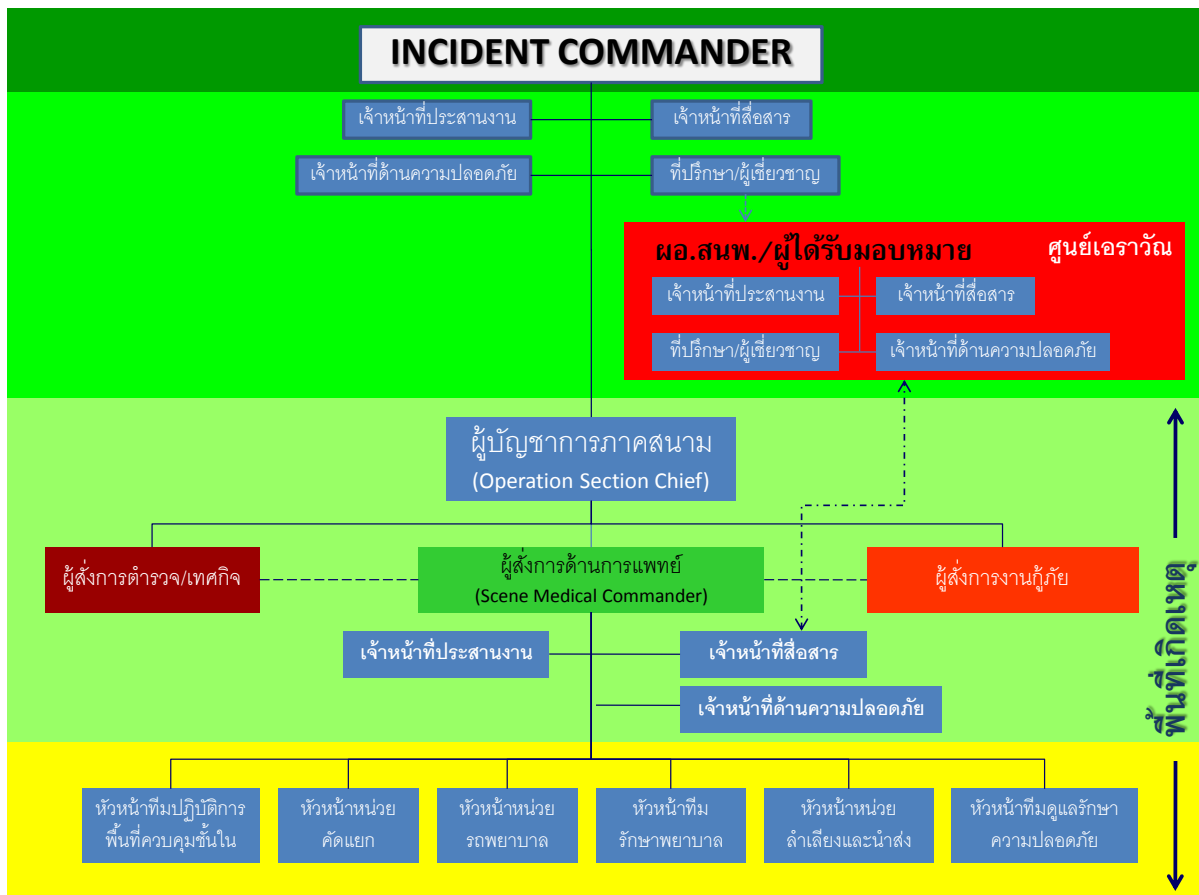 INCIDENT COMMANDER
เจ้าหน้าที่ประสานงาน
เจ้าหน้าที่สื่อสาร
เจ้าหน้าที่ด้านความปลอดภัย
ที่ปรึกษา/ผู้เชี่ยวชาญ
ผอ.สนพ./ผู้ได้รับมอบหมาย
ศูนย์เอราวัณ
เจ้าหน้าที่ประสานงาน
เจ้าหน้าที่สื่อสาร
ที่ปรึกษา/ผู้เชี่ยวชาญ
เจ้าหน้าที่ด้านความปลอดภัย
ผู้บัญชาการภาคสนาม
(Operation Section Chief)
ผู้สั่งการตำรวจ/เทศกิจ
ผู้สั่งการด้านการแพทย์
(Scene Medical Commander)
ผู้สั่งการงานกู้ภัย
เจ้าหน้าที่ประสานงาน
เจ้าหน้าที่สื่อสาร
เจ้าหน้าที่ด้านความปลอดภัย
พื้นที่เกิดเหตุ
หัวหน้าทีมปฏิบัติการ
พื้นที่ควบคุมชั้นใน
หัวหน้าหน่วย
คัดแยก
หัวหน้าหน่วย
รถพยาบาล
หัวหน้าทีม
รักษาพยาบาล
หัวหน้าหน่วย
ลำเลียงและนำส่ง
หัวหน้าทีมดูแลรักษา
ความปลอดภัย